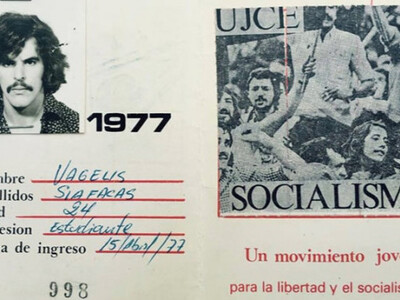 1977
mbre VAGELIS
llidos SIAFACAS
d 24
esion Estudiante
a de ingreso 15/Abril/77
998
UJCE
SOCIALISM
Un movimiento jove
para la libertad y el socialis